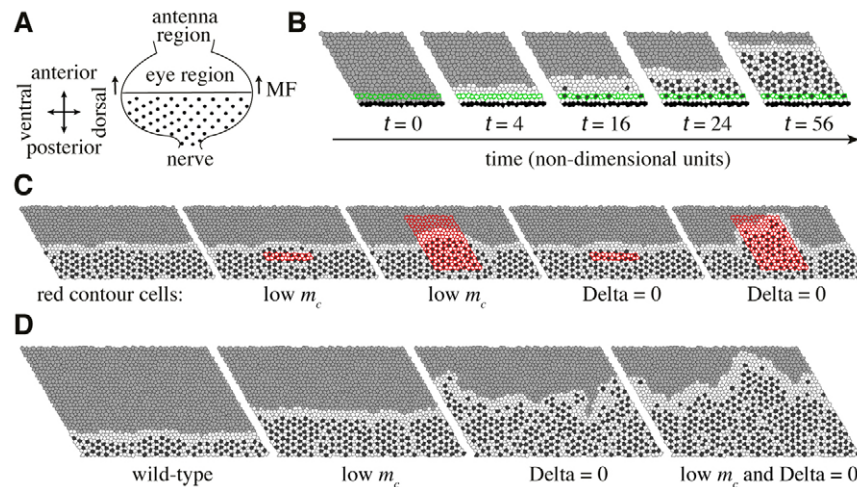 A
antenna
region
eye region
MF
anterior
posterior
ventral
dorsal
nerve
B
t = 0
t = 4
t = 16
t = 24
t = 56
time (non-dimensional units)
C
red contour cells:
low m_c
low m_c
Delta = 0
Delta = 0
D
wild-type
low m_c
Delta = 0
low m_c and Delta = 0